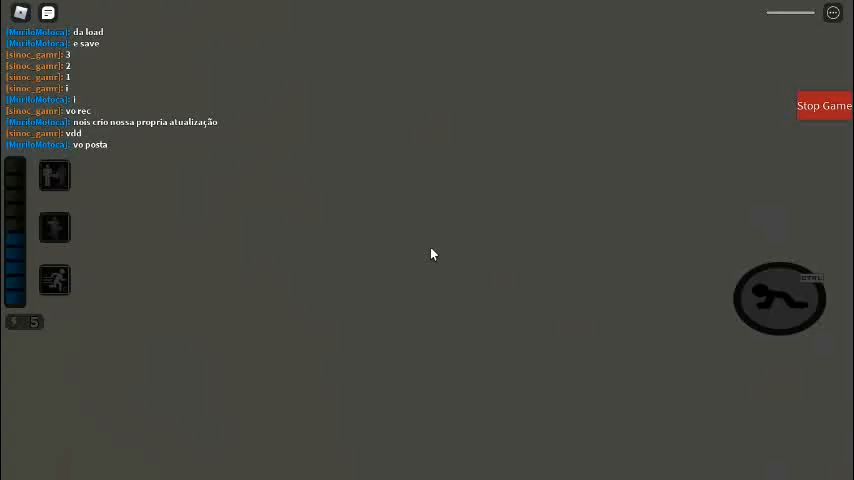 [MuriloMotoca]: da load
[MuriloMotoca]: e save
[sinoc_gamr]: 3
[sinoc_gamr]: 2
[sinoc_gamr]: 1
[sinoc_gamr]: i
[MuriloMotoca]: i
[sinoc_gamr]: vo rec
[MuriloMotoca]: nois crio nossa propria atualização
[sinoc_gamr]: vdd
[MuriloMotoca]: vo posta
Stop Game
CTRL
5